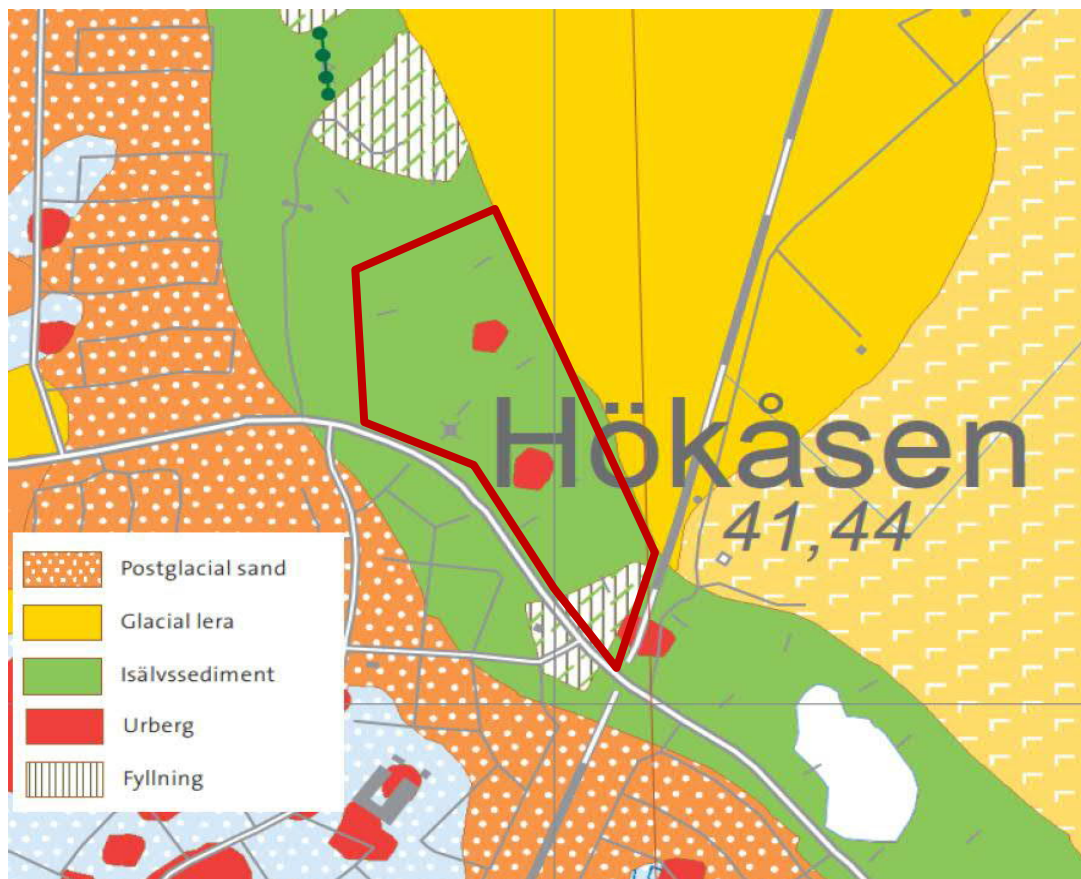 Hökåsen
41,44
Postglacial sand
Glacial lera
Isälvssediment
Urberg
Fyllning